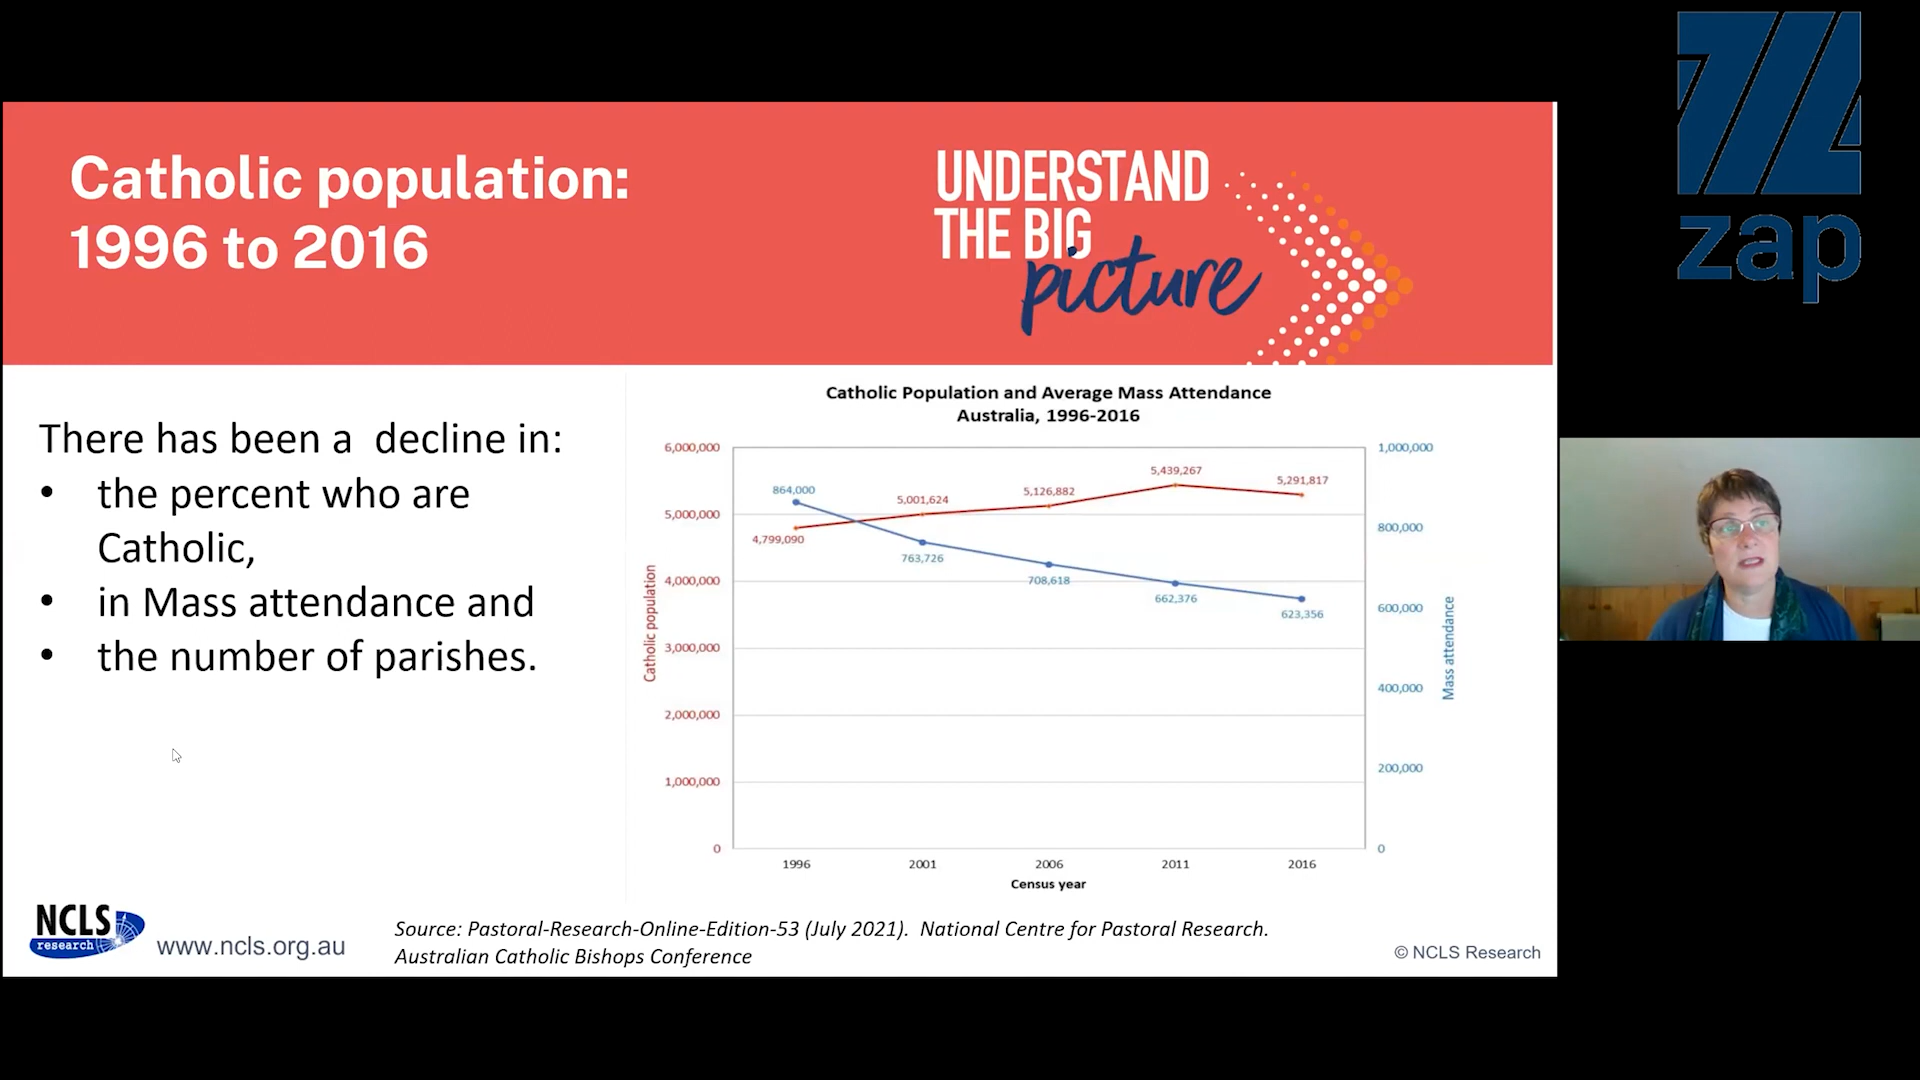 zap
Catholic population:
1996 to 2016
UNDERSTAND
THE BIG
picture
There has been a  decline in:
• the percent who are
Catholic,
• in Mass attendance and
• the number of parishes.
Catholic Population and Average Mass Attendance
Australia, 1996-2016
Catholic population
6,000,000
5,000,000
4,000,000
3,000,000
2,000,000
1,000,000
0
4,799,090
5,001,624
5,126,882
5,439,267
5,291,817
864,000
763,726
708,618
662,376
623,356
1,000,000
800,000
600,000
400,000
200,000
0
Mass attendance
1996 2001 2006 2011 2016
Census year
NCLS
research
www.ncls.org.au
Source: Pastoral-Research-Online-Edition-53 (July 2021).  National Centre for Pastoral Research.
Australian Catholic Bishops Conference
© NCLS Research